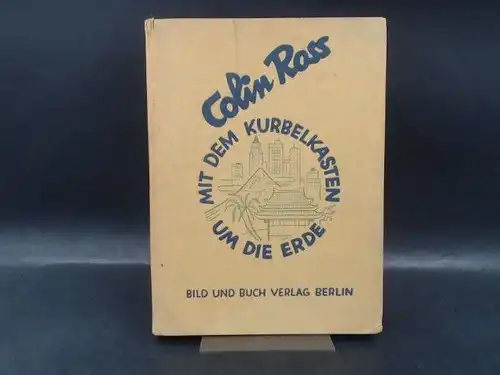 Colin Ross
MIT DEM KURBELKASTEN
UM DIE ERDE
BILD UND BUCH VERLAG BERLIN